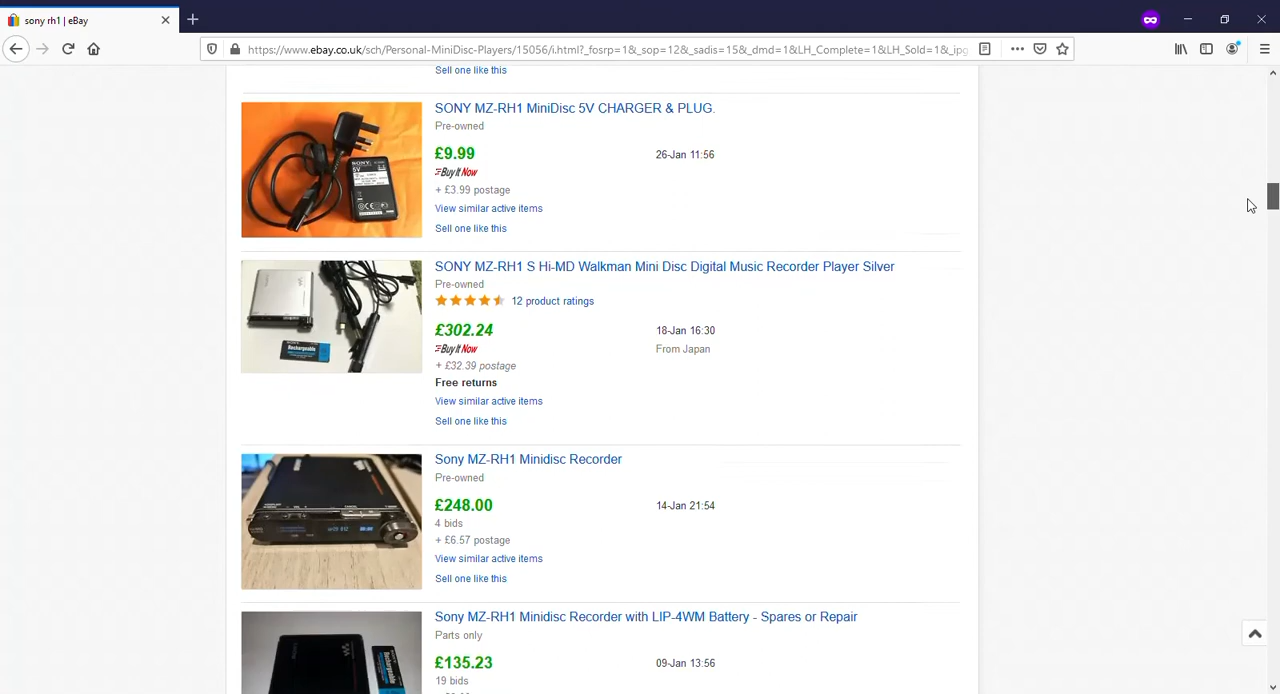 sony rh1 | eBay
https://www.ebay.co.uk/sch/Personal-MiniDisc-Players/15056/i.html?_fosrp=1&_sop=12&_sadis=15&_dmd=1&LH_Complete=1&LH_Sold=1&_ipg
Sell one like this
SONY MZ-RH1 MiniDisc 5V CHARGER & PLUG.
Pre-owned
£9.99
26-Jan 11:56
Buy It Now
+ £3.99 postage
View similar active items
Sell one like this
SONY
5V
SONY MZ-RH1 S Hi-MD Walkman Mini Disc Digital Music Recorder Player Silver
Pre-owned
12 product ratings
£302.24
18-Jan 16:30
Buy It Now
From Japan
+ £32.39 postage
Free returns
View similar active items
Sell one like this
Rechargeable
Sony MZ-RH1 Minidisc Recorder
Pre-owned
£248.00
14-Jan 21:54
4 bids
+ £6.57 postage
View similar active items
Sell one like this
Sony MZ-RH1 Minidisc Recorder with LIP-4WM Battery - Spares or Repair
Parts only
£135.23
09-Jan 13:56
19 bids